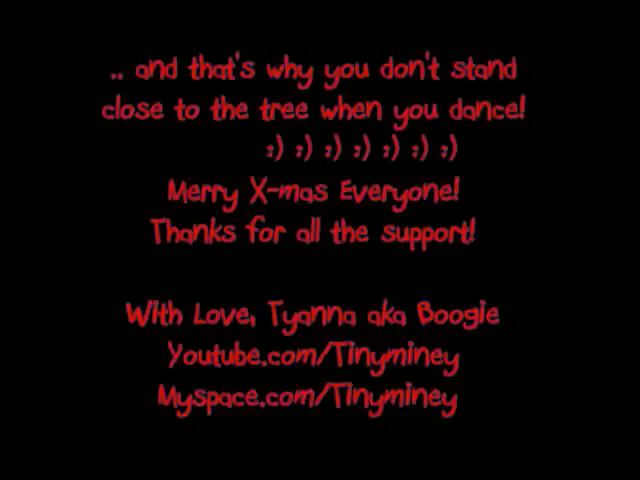 .. and that's why you don't stand
close to the tree when you dance!
:) :) :) :) :) :) :)
Merry X-mas Everyone!
Thanks for all the support!
With Love, Tyanna aka Boogie
Youtube.com/Tinyminey
Myspace.com/Tinyminey